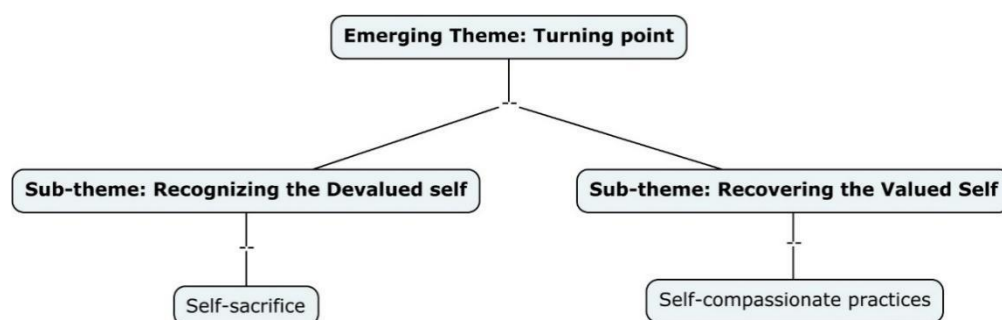 Emerging Theme: Turning point
Sub-theme: Recognizing the Devalued self
Sub-theme: Recovering the Valued Self
Self-sacrifice
Self-compassionate practices